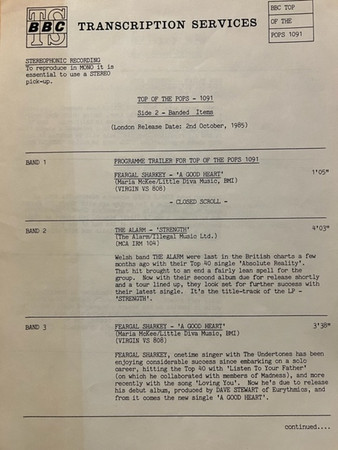 TS
BBC
TRANSCRIPTION SERVICES
BBC TOP
OF THE
POPS 1091
STEREOPHONIC RECORDING
To reproduce in MONO it is
essential to use a STEREO
pick-up.
TOP OF THE POPS - 1091
Side 2 - Banded Items
(London Release Date: 2nd October, 1985)
BAND 1 PROGRAMME TRAILER FOR TOP OF THE POPS 1091
FEARGAL SHARKEY - 'A GOOD HEART' 1'05"
(Maria McKee/Little Diva Music, BMI)
(VIRGIN VS 808)
- CLOSED SCROLL -
BAND 2 THE ALARM - 'STRENGTH' 4'03"
(The Alarm/Illegal Music Ltd.)
(MCA IRM 104)
Welsh band THE ALARM were last in the British charts a few
months ago with their Top 40 single 'Absolute Reality'.
That hit brought to an end a fairly lean spell for the
group. Now with their second album due for release shortly
and a tour lined up, they look set for further success with
their latest single. It's the title-track of the LP -
'STRENGTH'.
BAND 3 FEARGAL SHARKEY - 'A GOOD HEART' 3'38"
(Maria McKee/Little Diva Music, BMI)
(VIRGIN VS 808)
FEARGAL SHARKEY, onetime singer with The Undertones has been
enjoying considerable success since embarking on a solo
career, hitting the Top 40 with 'Listen To Your Father'
(on which he collaborated with members of Madness), and more
recently with the song 'Loving You'. Now he's due to release
his debut album, produced by DAVE STEWART of Eurythmics, and
from it comes the new single 'A GOOD HEART'.
continued....